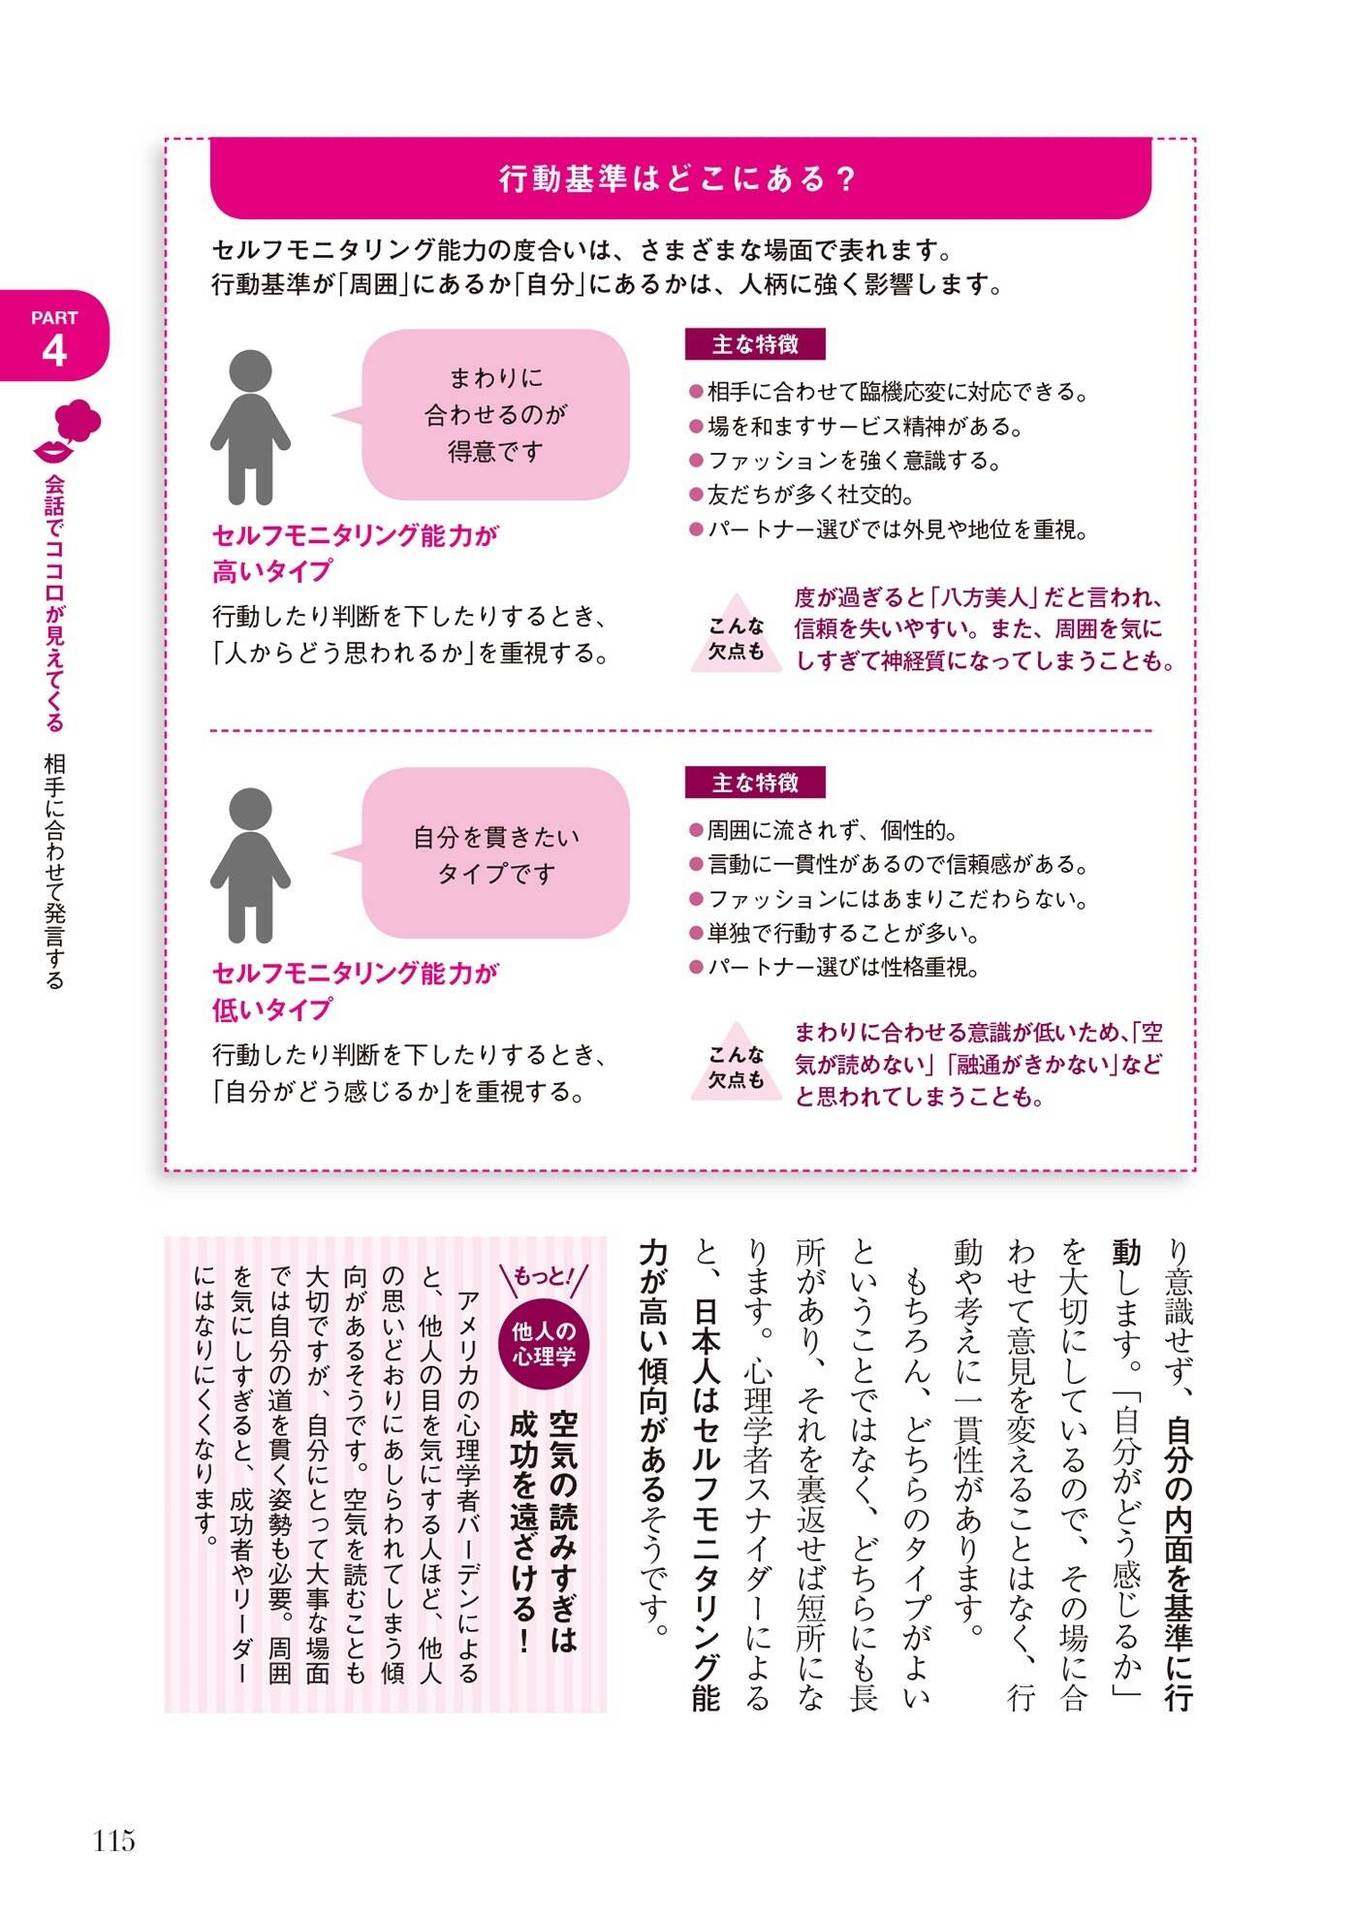 行動基準はどこにある？
セルフモニタリング能力の度合いは、さまざまな場面で表れます。
行動基準が「周囲」にあるか「自分」にあるかは、人柄に強く影響します。
まわりに
合わせるのが
得意です
セルフモニタリング能力が
高いタイプ
行動したり判断を下したりするとき、
「人からどう思われるか」を重視する。
主な特徴
●相手に合わせて臨機応変に対応できる。
●場を和ますサービス精神がある。
●ファッションを強く意識する。
●友だちが多く社交的。
●パートナー選びでは外見や地位を重視。
こんな
欠点も
度が過ぎると「八方美人」だと言われ、
信頼を失いやすい。また、周囲を気に
しすぎて神経質になってしまうことも。
自分を貫きたい
タイプです
セルフモニタリング能力が
低いタイプ
行動したり判断を下したりするとき、
「自分がどう感じるか」を重視する。
主な特徴
●周囲に流されず、個性的。
●言動に一貫性があるので信頼感がある。
●ファッションにはあまりこだわらない。
●単独で行動することが多い。
●パートナー選びは性格重視。
こんな
欠点も
まわりに合わせる意識が低いため、「空
気が読めない」「融通がきかない」など
と思われてしまうことも。
り意識せず、自分の内面を基準に行
動します。「自分がどう感じるか」
を大切にしているので、その場に合
わせて意見を変えることはなく、行
動や考えに一貫性があります。
もちろん、どちらのタイプがよい
ということではなく、どちらにも長
所があり、それを裏返せば短所にな
ります。心理学者スナイダーによる
と、日本人はセルフモニタリング能
力が高い傾向があるそうです。
もっと！
他人の
心理学
空気の読みすぎは
成功を遠ざける！
アメリカの心理学者バーデンによる
と、他人の目を気にする人ほど、他人
の思いどおりにあしらわれてしまう傾
向があるそうです。空気を読むことも
大切ですが、自分にとって大事な場面
では自分の道を貫く姿勢も必要。周囲
を気にしすぎると、成功者やリーダー
にはなりにくくなります。
PART
4
会話でココロが見えてくる 相手に合わせて発言する
115